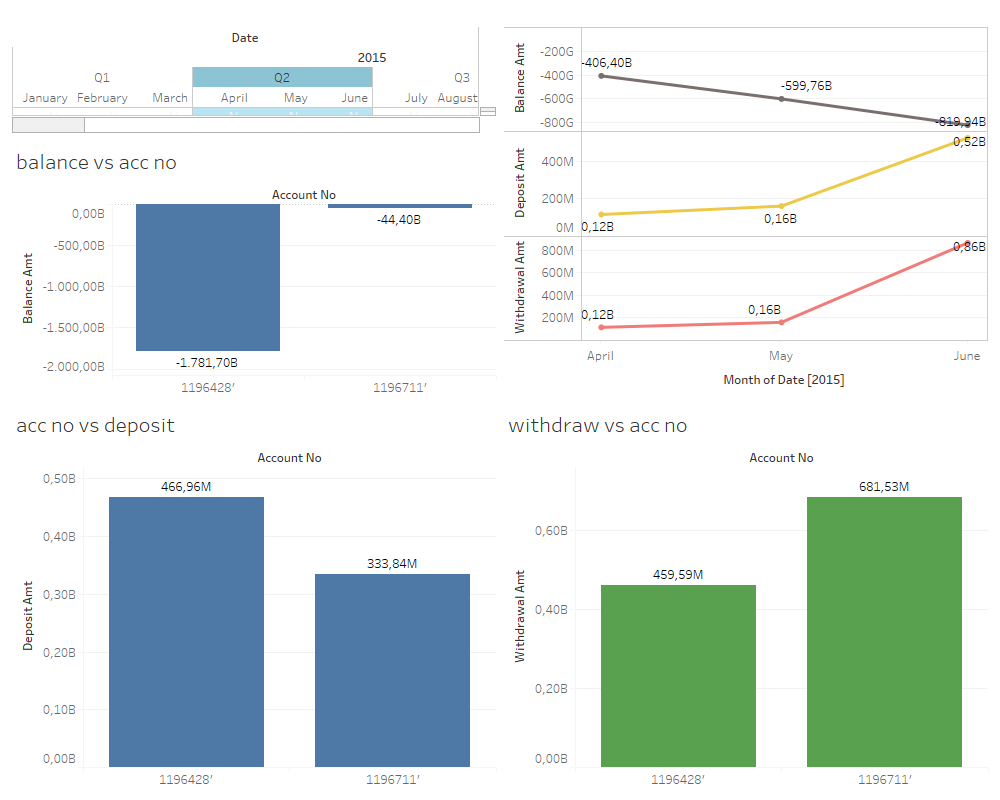 Date
2015
Q1 Q2 Q3
January February March April May June July August
balance vs acc no
Account No
Balance Amt
0,00B
-500,00B
-1.000,00B
-1.500,00B
-2.000,00B
-44,40B
-1.781,70B
1196428′ 1196711′
Balance Amt
-200G
-400G
-600G
-800G
-406,40B
-599,76B
-819,94B
Deposit Amt
400M
200M
0M
0,12B
0,16B
0,52B
Withdrawal Amt
800M
600M
400M
200M
0,12B
0,16B
0,86B
April May June
Month of Date [2015]
acc no vs deposit
Account No
Deposit Amt
0,50B
0,40B
0,30B
0,20B
0,10B
0,00B
466,96M
333,84M
1196428′ 1196711′
withdraw vs acc no
Account No
Withdrawal Amt
0,60B
0,40B
0,20B
0,00B
459,59M
681,53M
1196428′ 1196711′